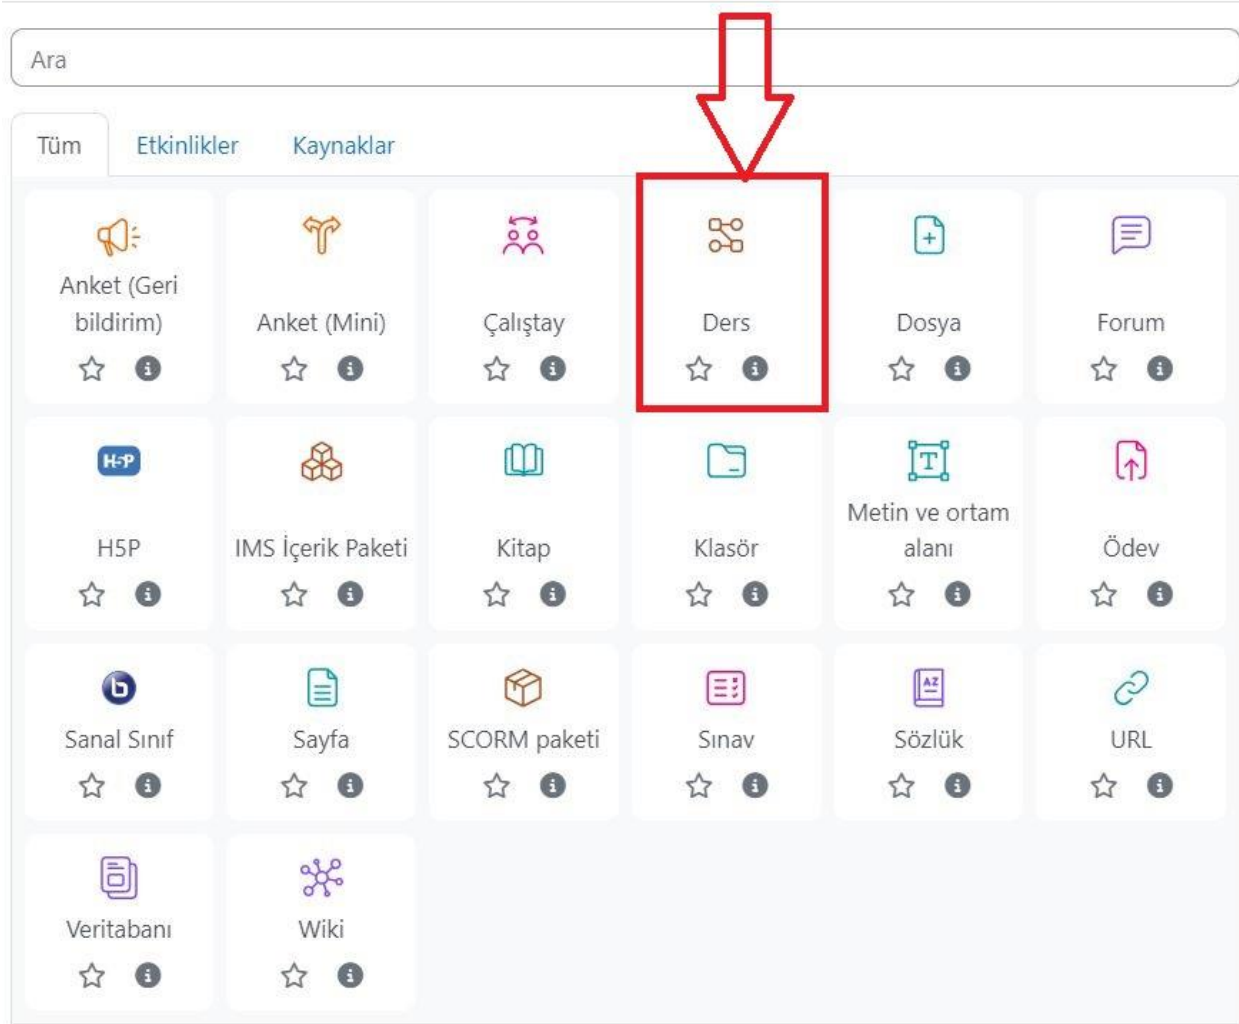 Ara
Tüm Etkinlikler Kaynaklar
Anket (Geri
bildirim)
Anket (Mini)
Çalıştay
Ders
Dosya
Forum
H5P
H5P
IMS İçerik Paketi
Kitap
Klasör
T
Metin ve ortam
alanı
Ödev
b
Sanal Sınıf
Sayfa
SCORM paketi
Sınav
AZ
Sözlük
URL
Veritabanı
Wiki